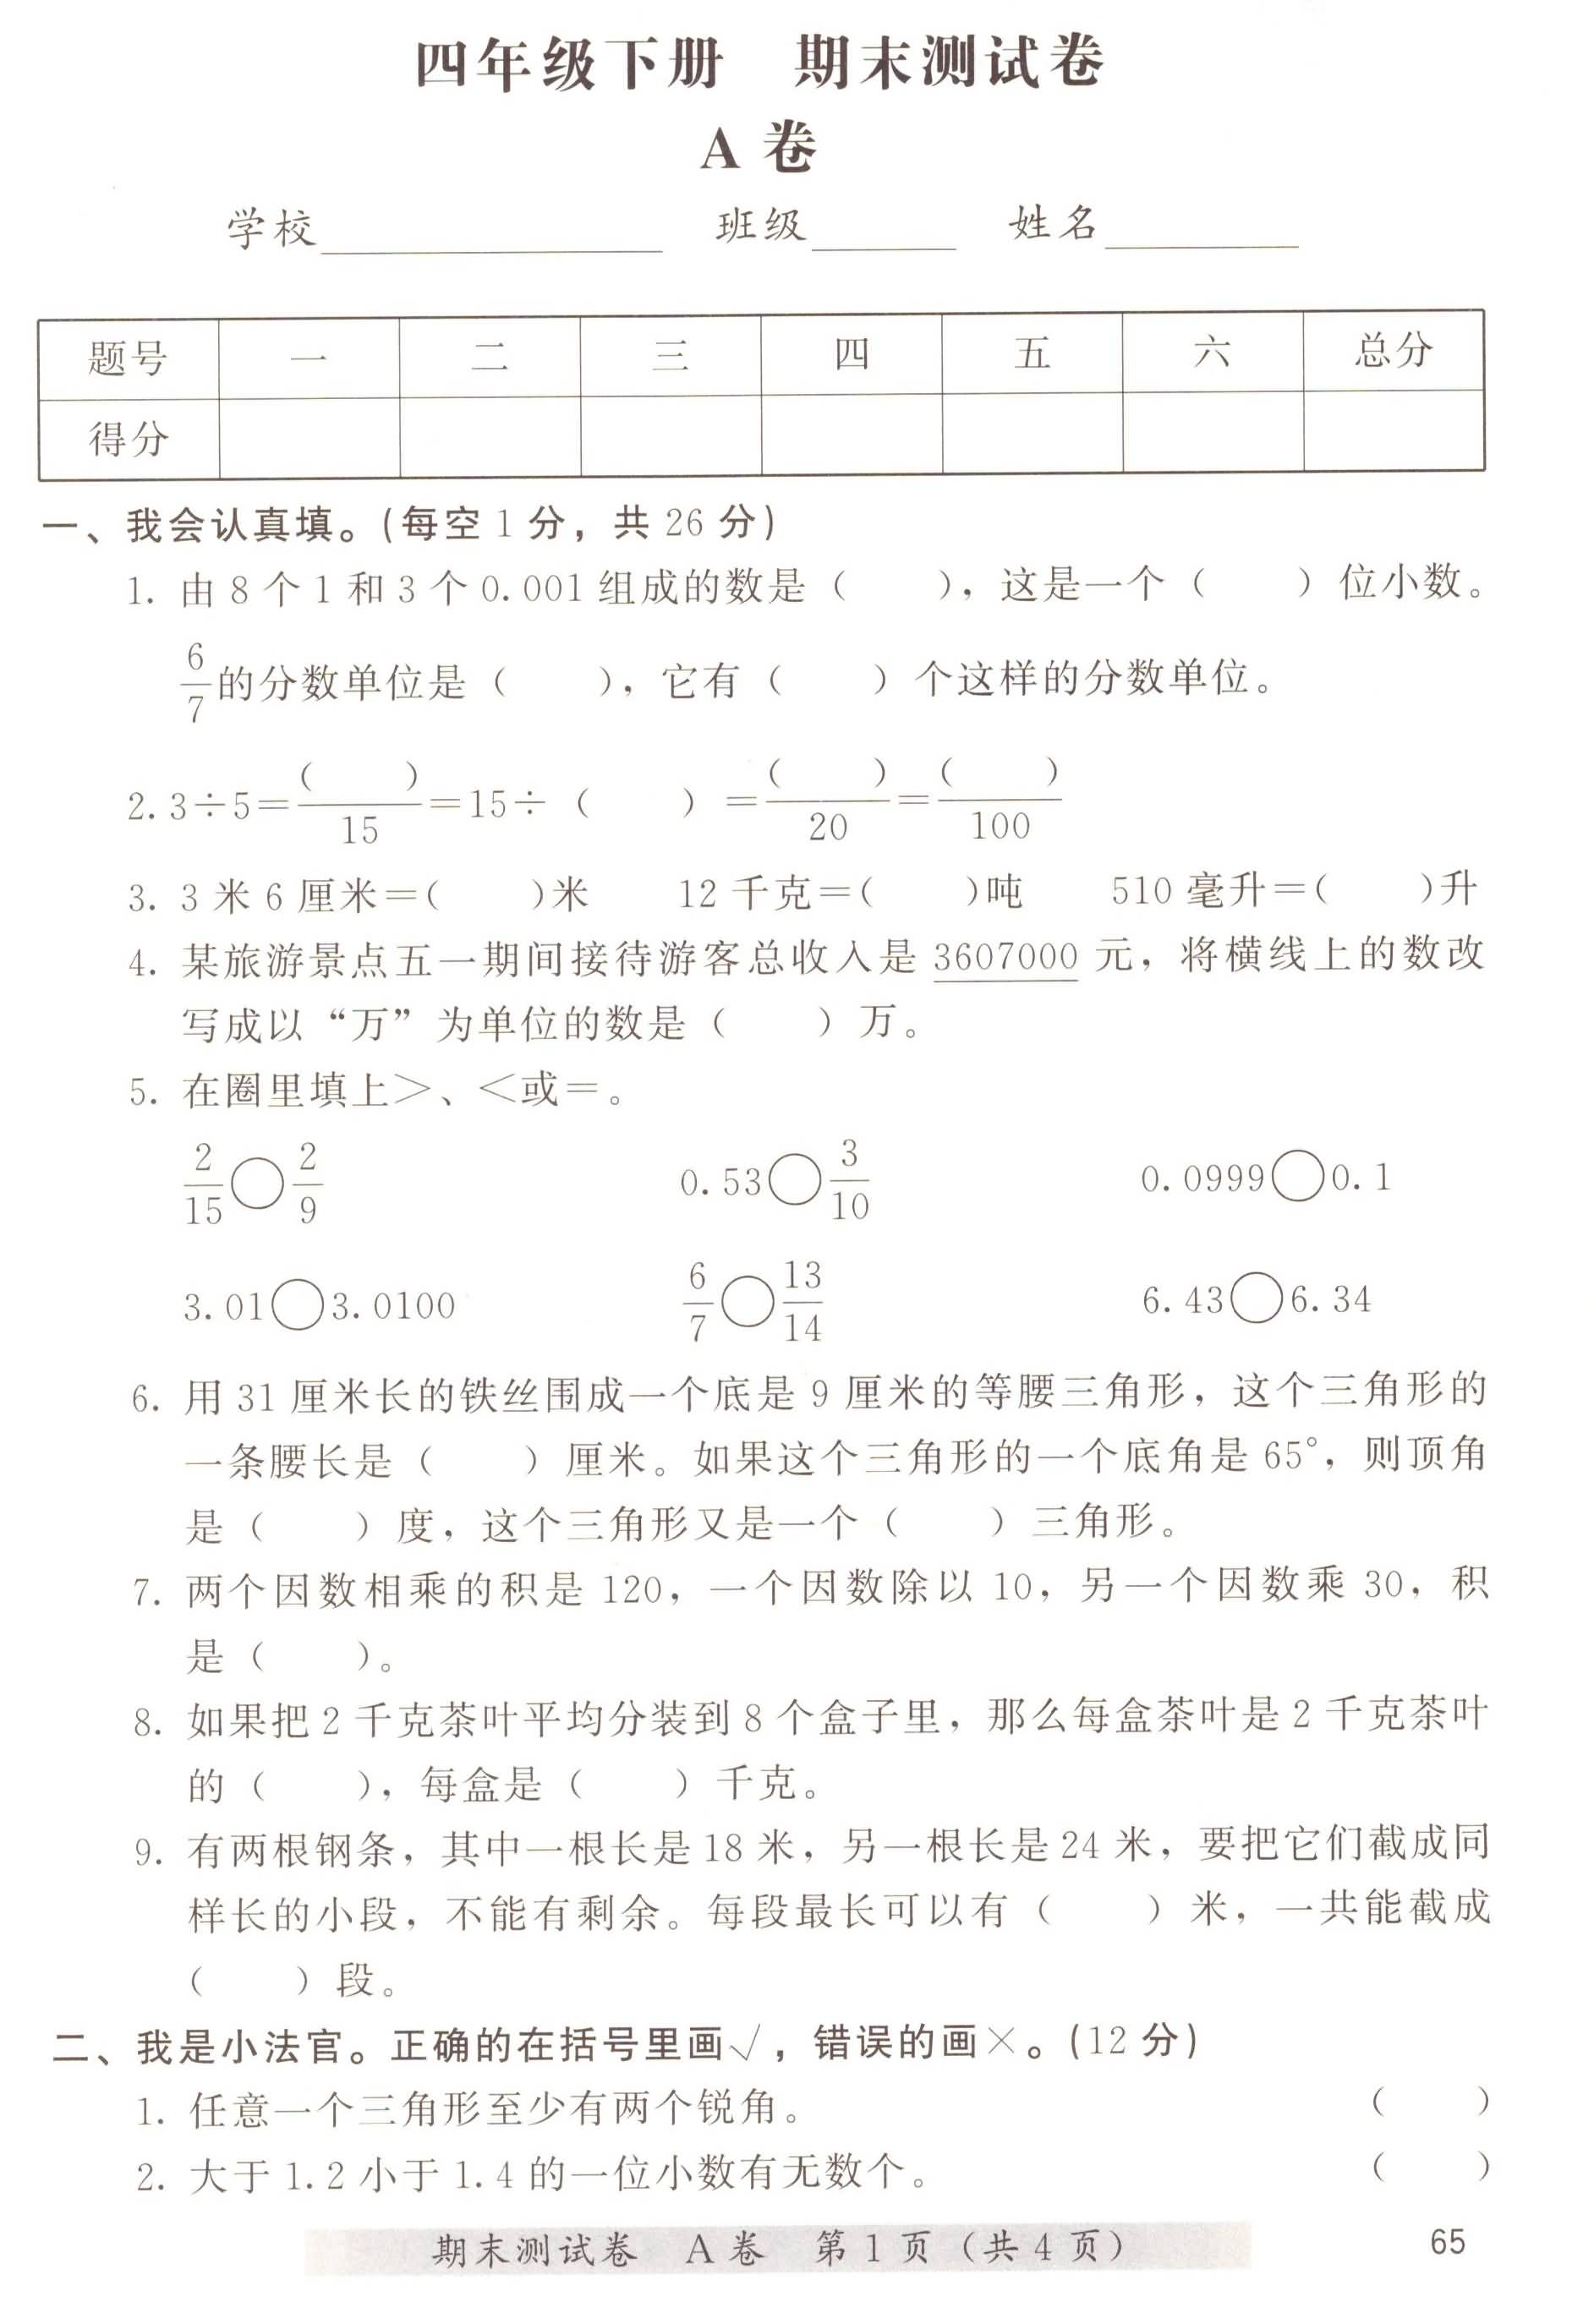 四年级下册　期末测试卷
A 卷
学校____________ 班级______ 姓名________
题号 一 二 三 四 五 六 总分
得分
一、我会认真填。(每空 1 分，共 26 分)
1. 由 8 个 1 和 3 个 0.001 组成的数是（　　），这是一个（　　）位小数。
6/7 的分数单位是（　　），它有（　　）个这样的分数单位。
2. 3÷5=(　　)/15=15÷（　　）=(　　)/20=(　　)/100
3. 3 米 6 厘米=(　　)米　　12 千克=(　　)吨　　510 毫升=(　　)升
4. 某旅游景点五一期间接待游客总收入是 3607000 元，将横线上的数改
写成以“万”为单位的数是（　　）万。
5. 在圈里填上>、<或=。
2/15○2/9　　0.53○3/10　　0.0999○0.1
3.01○3.0100　　6/7○13/14　　6.43○6.34
6. 用 31 厘米长的铁丝围成一个底是 9 厘米的等腰三角形，这个三角形的
一条腰长是（　　）厘米。如果这个三角形的一个底角是 65°，则顶角
是（　　）度，这个三角形又是一个（　　）三角形。
7. 两个因数相乘的积是 120，一个因数除以 10，另一个因数乘 30，积
是（　　）。
8. 如果把 2 千克茶叶平均分装到 8 个盒子里，那么每盒茶叶是 2 千克茶叶
的（　　），每盒是（　　）千克。
9. 有两根钢条，其中一根长是 18 米，另一根长是 24 米，要把它们截成同
样长的小段，不能有剩余。每段最长可以有（　　）米，一共能截成
（　　）段。
二、我是小法官。正确的在括号里画√，错误的画×。(12 分)
1. 任意一个三角形至少有两个锐角。（　　）
2. 大于 1.2 小于 1.4 的一位小数有无数个。（　　）
期末测试卷　A 卷　第 1 页（共 4 页）　65